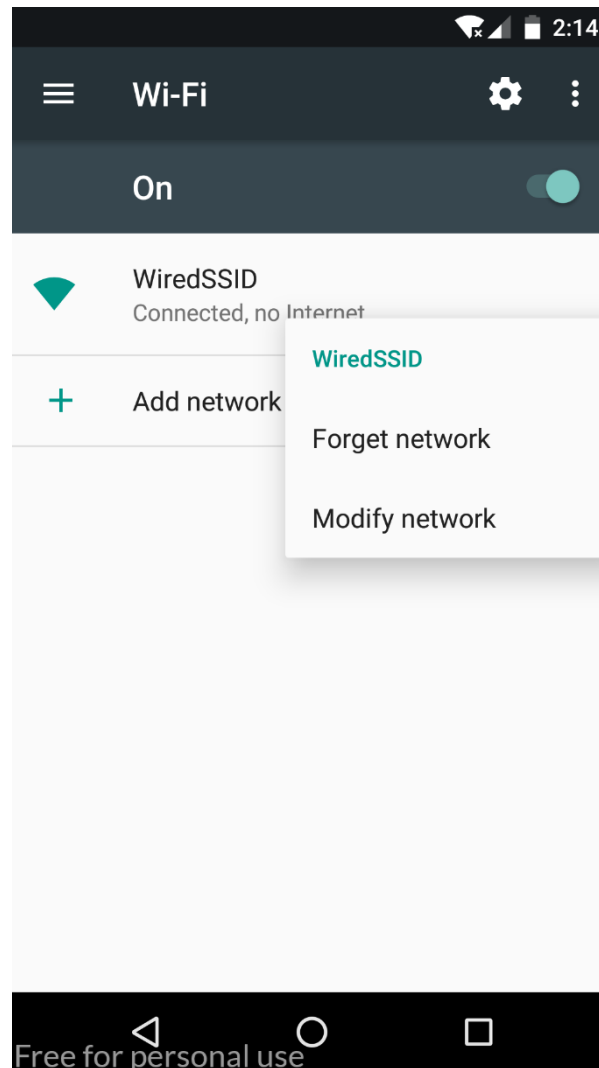 2:14
Wi-Fi
On
WiredSSID
Connected, no Internet
WiredSSID
Add network
Forget network
Modify network
Free for personal use